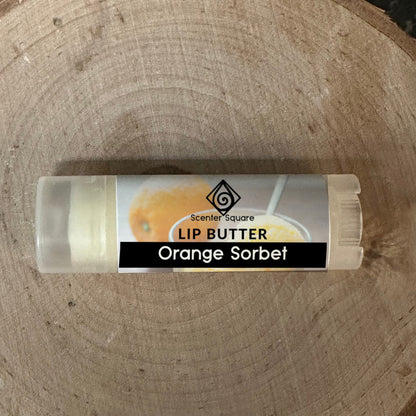 Scenter Square
LIP BUTTER
Orange Sorbet